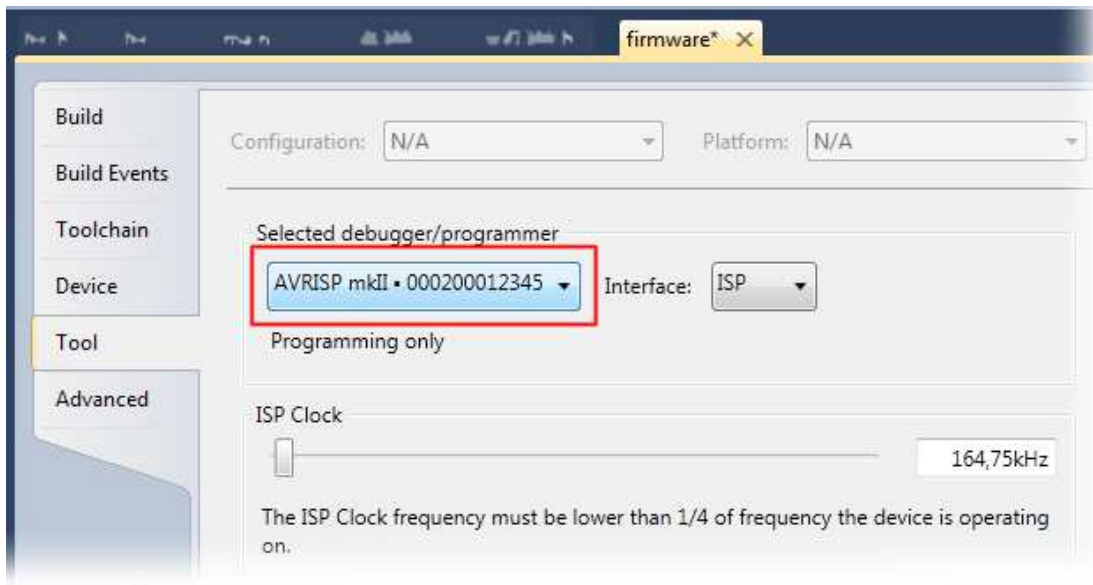 firmware*
Build
Build Events
Toolchain
Device
Tool
Advanced
Configuration: N/A Platform: N/A
Selected debugger/programmer
AVRISP mkII ▪ 000200012345 Interface: ISP
Programming only
ISP Clock
164,75kHz
The ISP Clock frequency must be lower than 1/4 of frequency the device is operating
on.